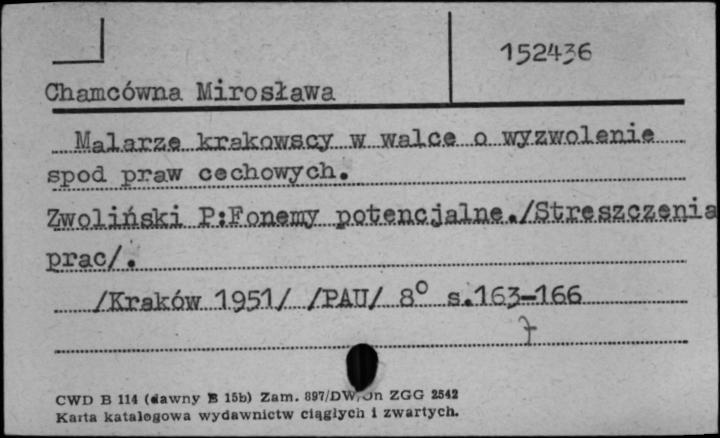 152436
Chamcówna Mirosława
Malarze krakowscy w walce o wyzwolenie
spod praw cechowych.
Zwoliński P:Fonemy potencjalne./Streszczenia
prac/.
/Kraków 1951/ /PAU/ 8° s.163-166
7
CWD B 114 (dawny B 15b) Zam. 897/DW/Jn ZGG 2542
Karta katalogowa wydawnictw ciągłych i zwartych.